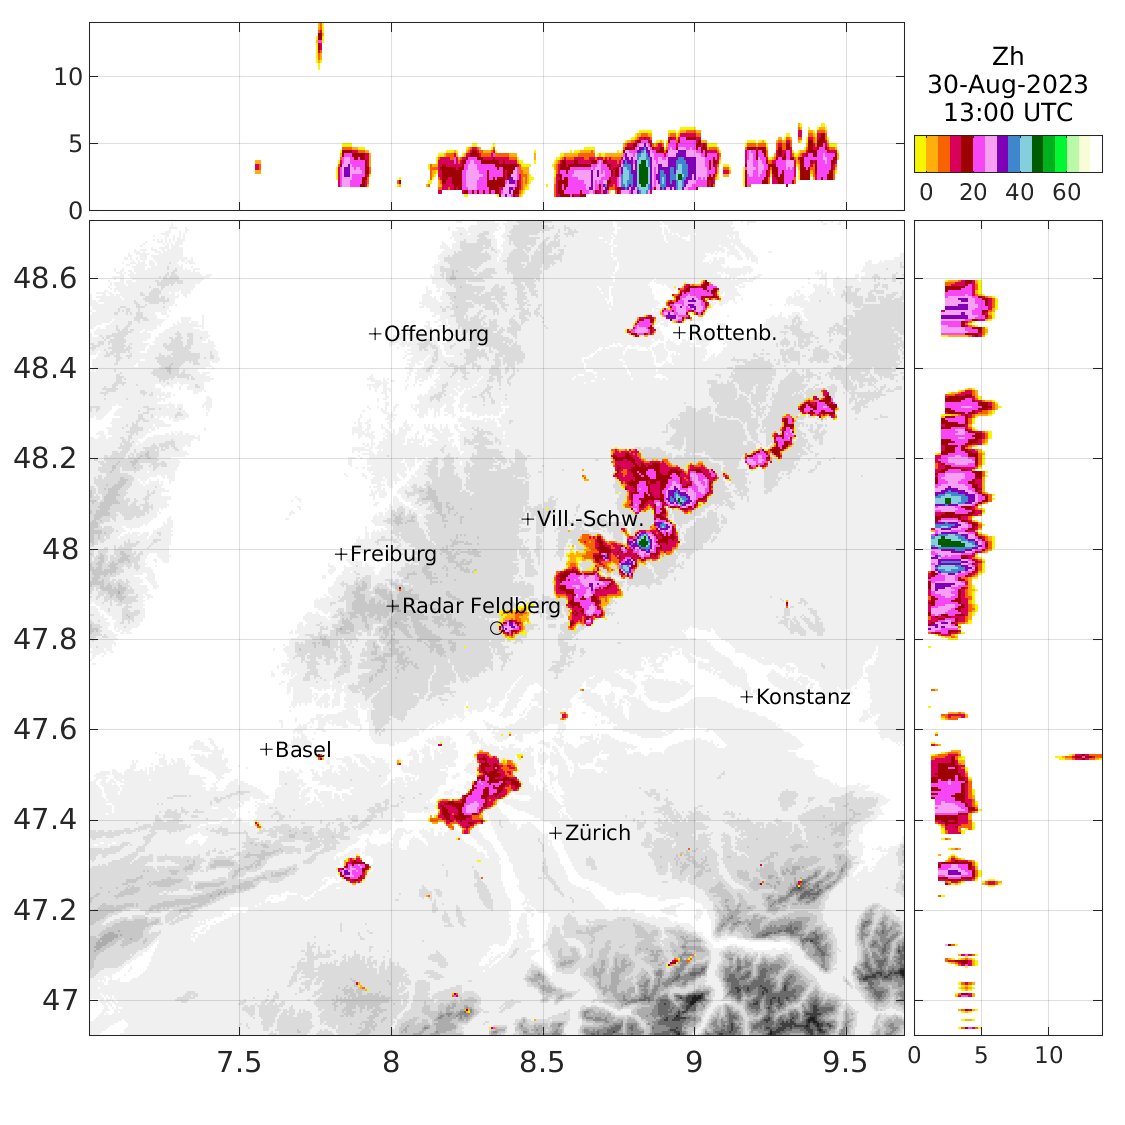 Zh
30-Aug-2023
13:00 UTC
0 20 40 60
10
5
0
48.6
48.4
48.2
48
47.8
47.6
47.4
47.2
47
+Offenburg
+Rottenb.
+Vill.-Schw.
+Freiburg
+Radar Feldberg
+Konstanz
+Basel
+Zürich
7.5 8 8.5 9 9.5
0 5 10